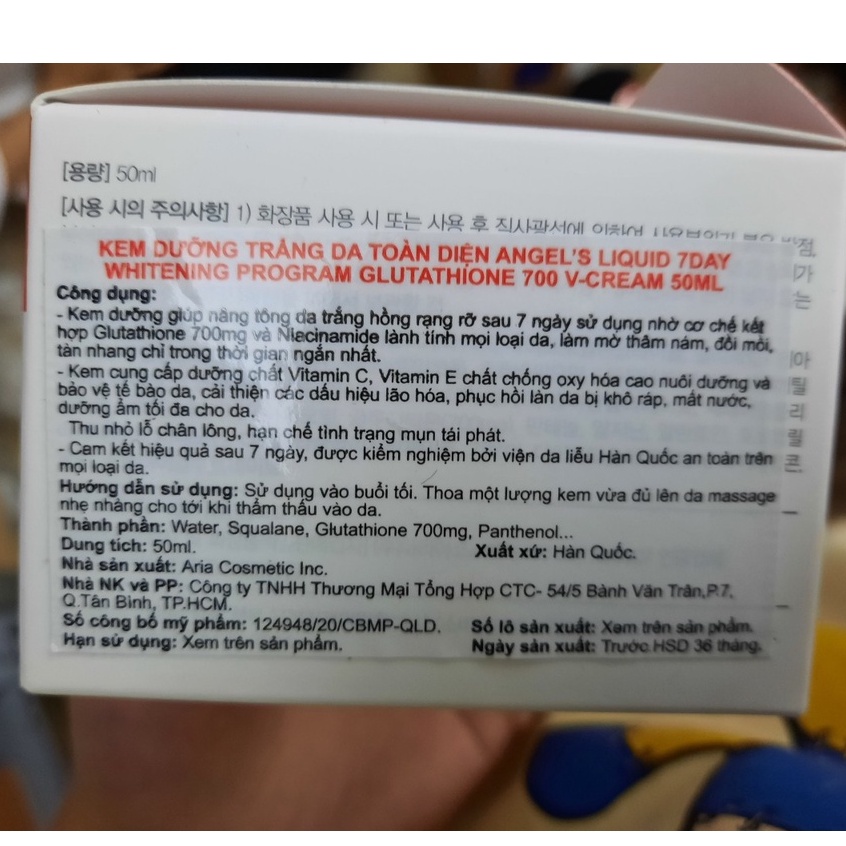 [용량] 50ml
[사용 시의 주의사항] 1) 화장품 사용 시 또는 사용 후 직사광선에 의하여
점,
가
는
KEM DƯỠNG TRẮNG DA TOÀN DIỆN ANGEL'S LIQUID 7DAY
WHITENING PROGRAM GLUTATHIONE 700 V-CREAM 50ML
Công dụng:
- Kem dưỡng giúp nâng tông da trắng hồng rạng rỡ sau 7 ngày sử dụng nhờ cơ chế kết
hợp Glutathione 700mg và Niacinamide lành tính mọi loại da, làm mờ thâm nám, đồi mồi,
tàn nhang chỉ trong thời gian ngắn nhất.
- Kem cung cấp dưỡng chất Vitamin C, Vitamin E chất chống oxy hóa cao nuôi dưỡng và
bảo vệ tế bào da, cải thiện các dấu hiệu lão hóa, phục hồi làn da bị khô ráp, mất nước,
dưỡng ẩm tối đa cho da.
Thu nhỏ lỗ chân lông, hạn chế tình trạng mụn tái phát.
- Cam kết hiệu quả sau 7 ngày, được kiểm nghiệm bởi viện da liễu Hàn Quốc an toàn trên
mọi loại da.
Hướng dẫn sử dụng: Sử dụng vào buổi tối. Thoa một lượng kem vừa đủ lên da massage
nhẹ nhàng cho tới khi thẩm thấu vào da.
Thành phần: Water, Squalane, Glutathione 700mg, Panthenol...
Dung tích: 50ml. Xuất xứ: Hàn Quốc.
Nhà sản xuất: Aria Cosmetic Inc.
Nhà NK và PP: Công ty TNHH Thương Mại Tổng Hợp CTC- 54/5 Bành Văn Trân,P.7,
Q.Tân Bình, TP.HCM.
Số công bố mỹ phẩm: 124948/20/CBMP-QLD. Số lô sản xuất: Xem trên sản phẩm.
Hạn sử dụng: Xem trên sản phẩm. Ngày sản xuất: Trước HSD 36 tháng.
아
틸
리
릴
콘